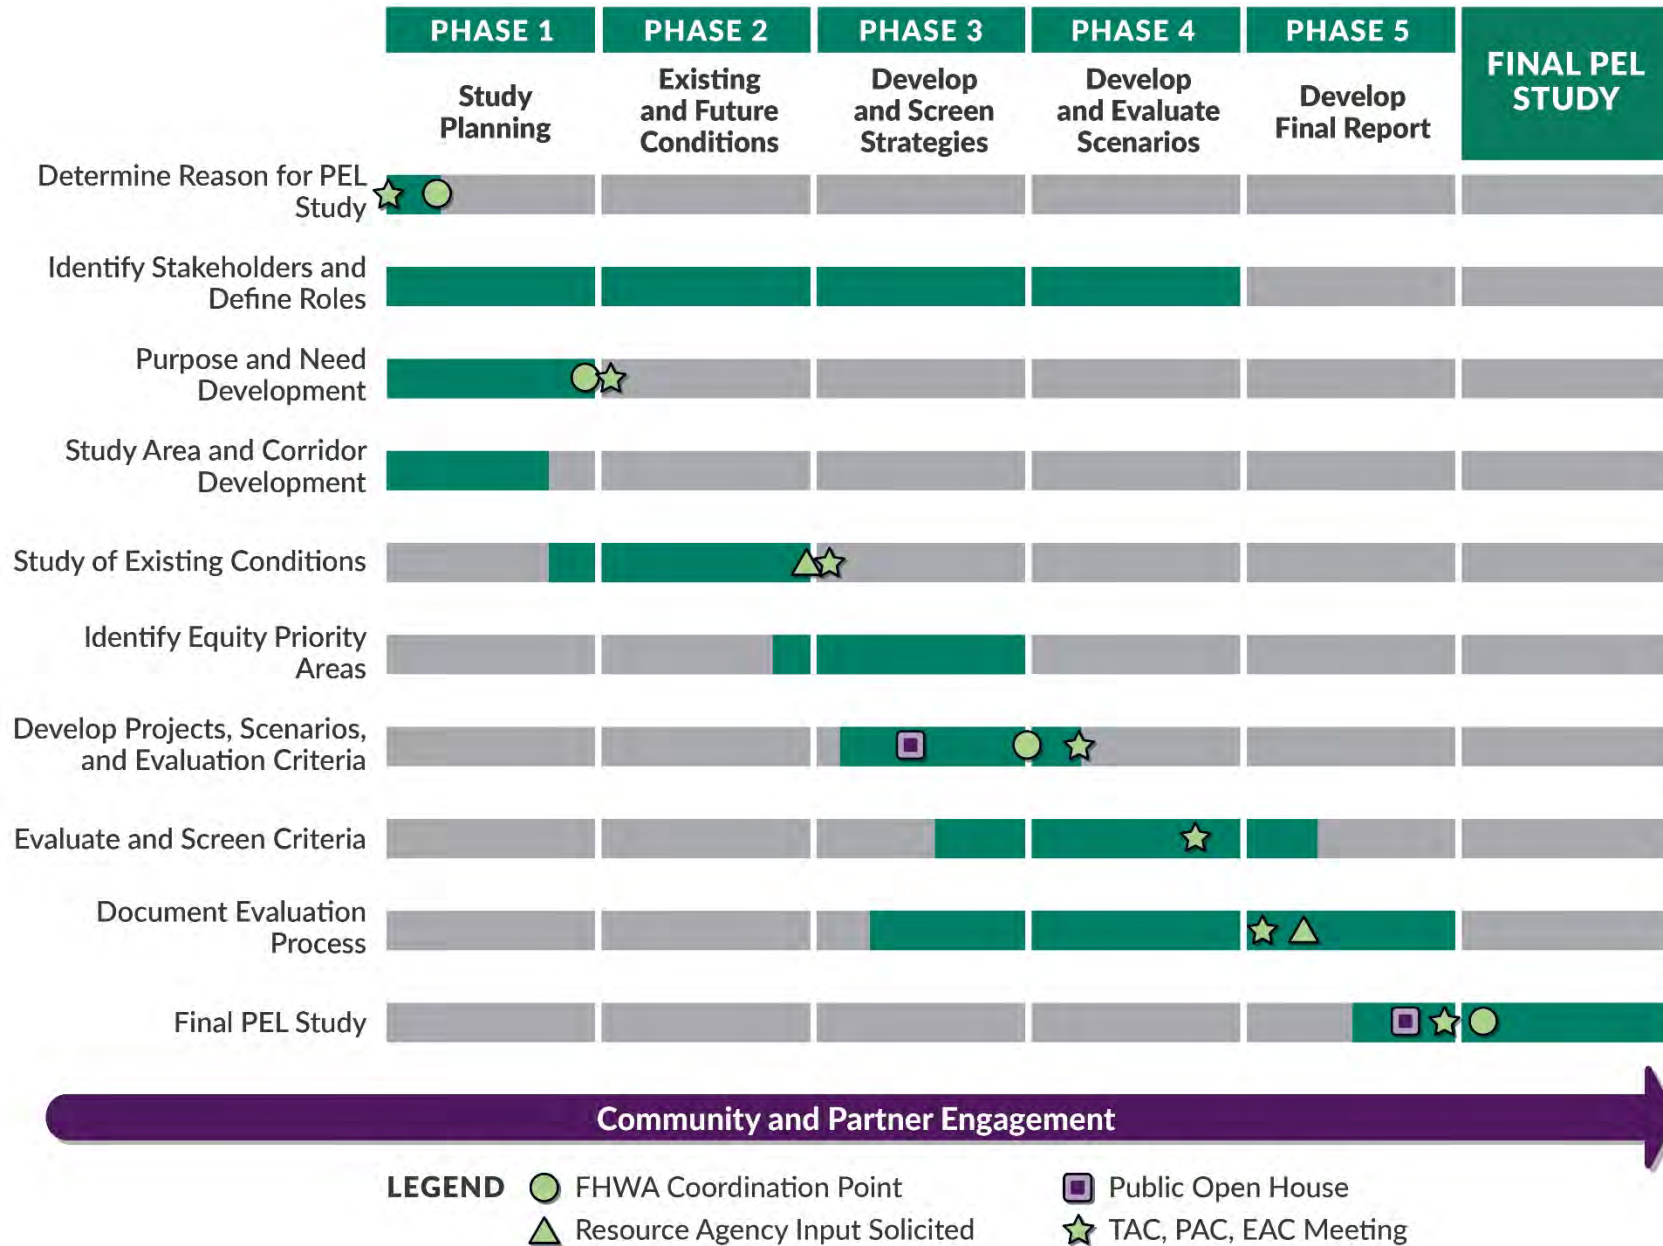 PHASE 1
PHASE 2
PHASE 3
PHASE 4
PHASE 5
FINAL PEL
STUDY
Study
Planning
Existing
and Future
Conditions
Develop
and Screen
Strategies
Develop
and Evaluate
Scenarios
Develop
Final Report
Determine Reason for PEL
Study
Identify Stakeholders and
Define Roles
Purpose and Need
Development
Study Area and Corridor
Development
Study of Existing Conditions
Identify Equity Priority
Areas
Develop Projects, Scenarios,
and Evaluation Criteria
Evaluate and Screen Criteria
Document Evaluation
Process
Final PEL Study
Community and Partner Engagement
LEGEND
FHWA Coordination Point
Public Open House
Resource Agency Input Solicited
TAC, PAC, EAC Meeting